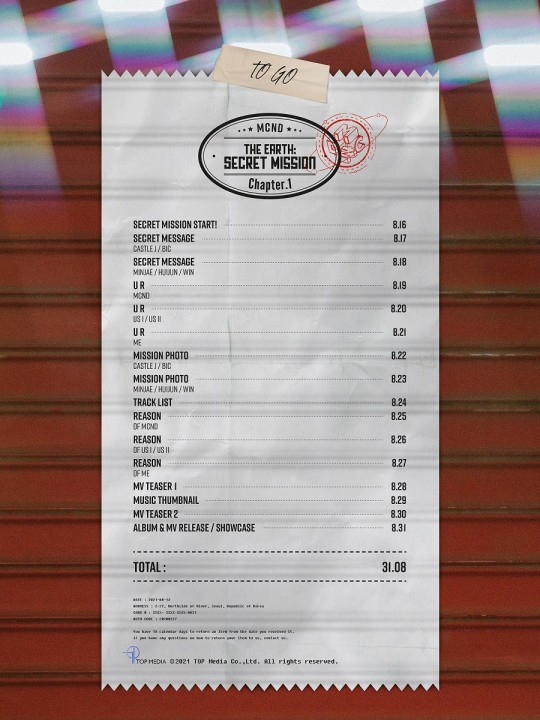 TO GO
★★★ MCND ★★★
THE EARTH:
SECRET MISSION
Chapter.1
SECRET MISSION START! 8.16
SECRET MESSAGE 8.17
CASTLE J / BIC
SECRET MESSAGE 8.18
MINJAE / HUIJUN / WIN
U R 8.19
MCND
U R 8.20
US I / US II
U R 8.21
ME
MISSION PHOTO 8.22
CASTLE J / BIC
MISSION PHOTO 8.23
MINJAE / HUIJUN / WIN
TRACK LIST 8.24
REASON 8.25
OF MCND
REASON 8.26
OF US I / US II
REASON 8.27
OF ME
MV TEASER 1 8.28
MUSIC THUMBNAIL 8.29
MV TEASER 2 8.30
ALBUM & MV RELEASE / SHOWCASE 8.31
TOTAL : 31.08
You have 10 calendar days to return an item from the date you received it.
If you have any questions on how to return your item to us, contact us.
TOP MEDIA ©2021 TOP Media Co.,Ltd. All rights reserved.